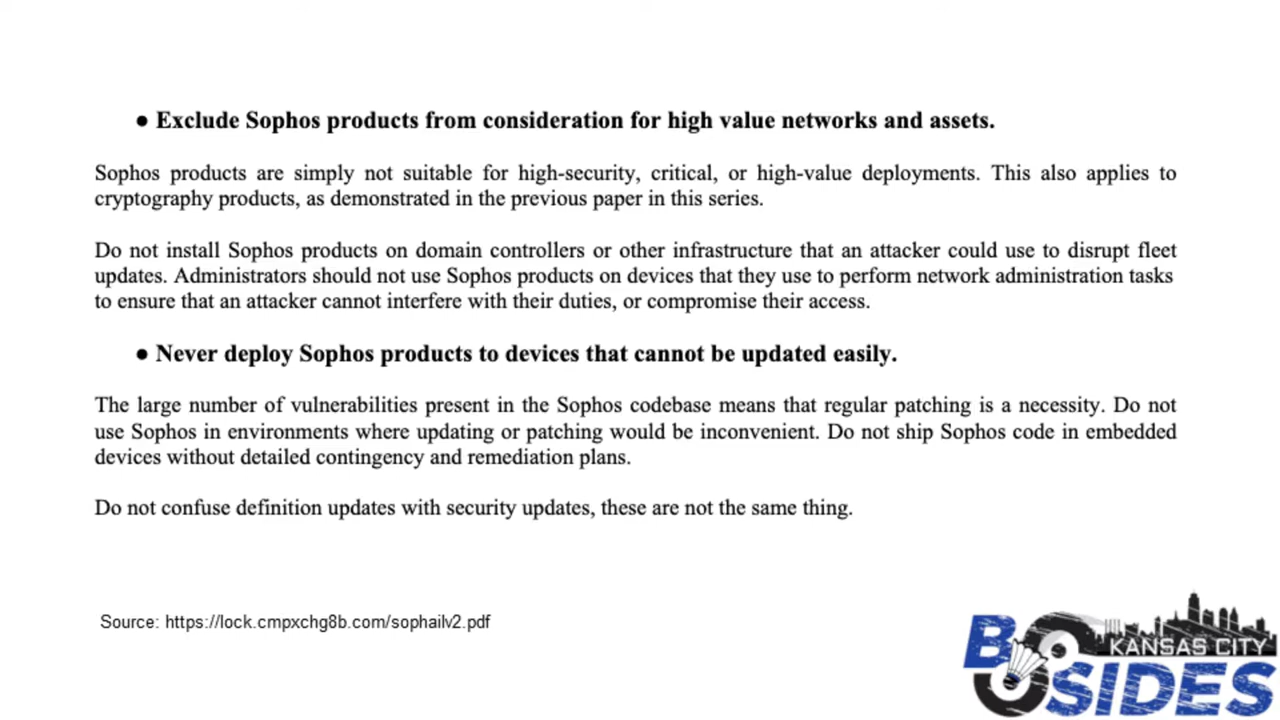 ● Exclude Sophos products from consideration for high value networks and assets.
Sophos products are simply not suitable for high-security, critical, or high-value deployments. This also applies to
cryptography products, as demonstrated in the previous paper in this series.
Do not install Sophos products on domain controllers or other infrastructure that an attacker could use to disrupt fleet
updates. Administrators should not use Sophos products on devices that they use to perform network administration tasks
to ensure that an attacker cannot interfere with their duties, or compromise their access.
● Never deploy Sophos products to devices that cannot be updated easily.
The large number of vulnerabilities present in the Sophos codebase means that regular patching is a necessity. Do not
use Sophos in environments where updating or patching would be inconvenient. Do not ship Sophos code in embedded
devices without detailed contingency and remediation plans.
Do not confuse definition updates with security updates, these are not the same thing.
Source: https://lock.cmpxchg8b.com/sophailv2.pdf
KANSAS CITY
BSIDES